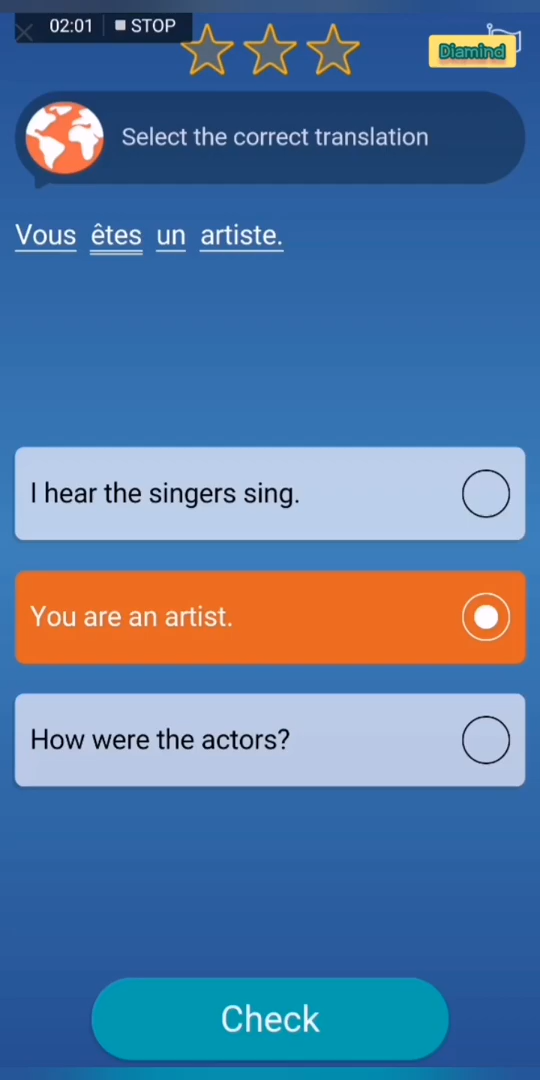 02:01 STOP
Diamind
Select the correct translation
Vous êtes un artiste.
I hear the singers sing.
You are an artist.
How were the actors?
Check